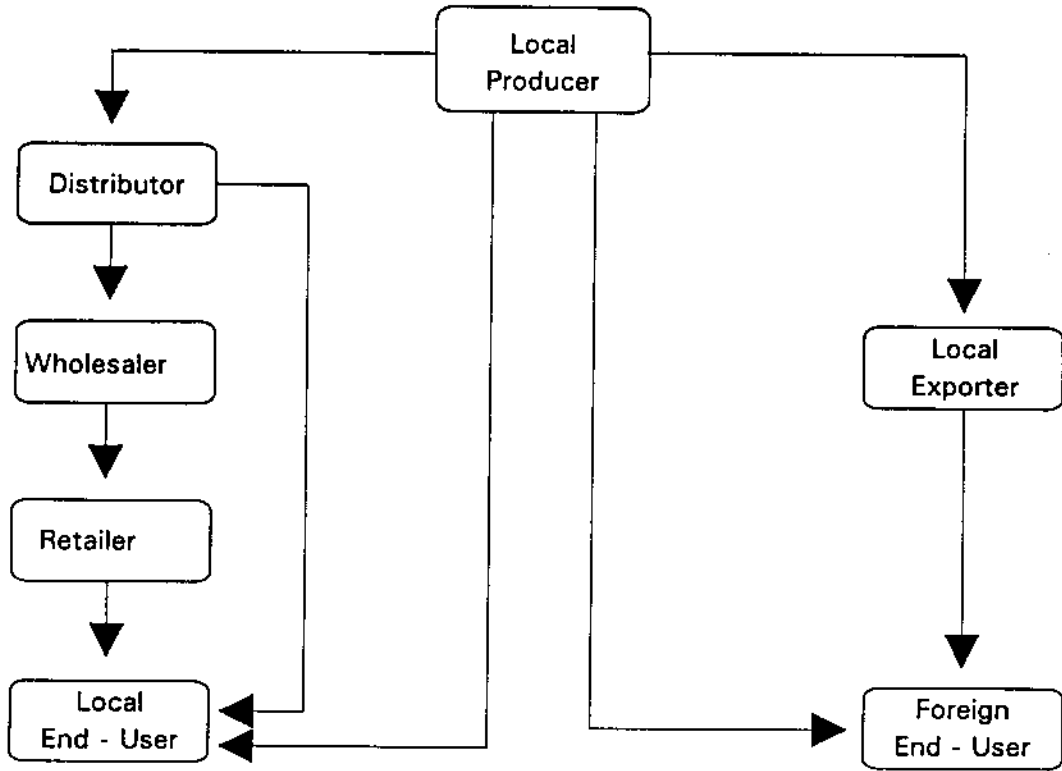 Local
Producer
Distributor
Wholesaler
Local
Exporter
Retailer
Local
End - User
Foreign
End - User